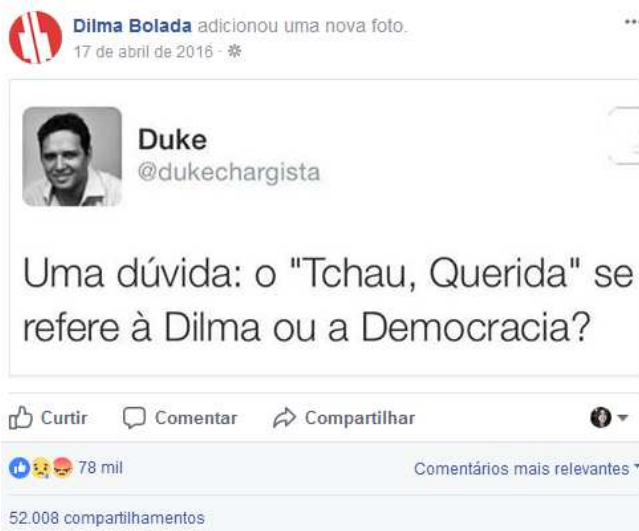 Dilma Bolada adicionou uma nova foto.
17 de abril de 2016 ·
Duke
@dukechargista
Uma dúvida: o "Tchau, Querida" se
refere à Dilma ou a Democracia?
Curtir Comentar Compartilhar
78 mil Comentários mais relevantes
52.008 compartilhamentos